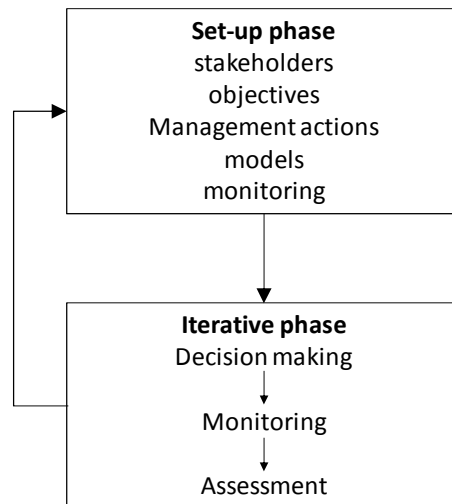 Set-up phase
stakeholders
objectives
Management actions
models
monitoring
Iterative phase
Decision making
Monitoring
Assessment